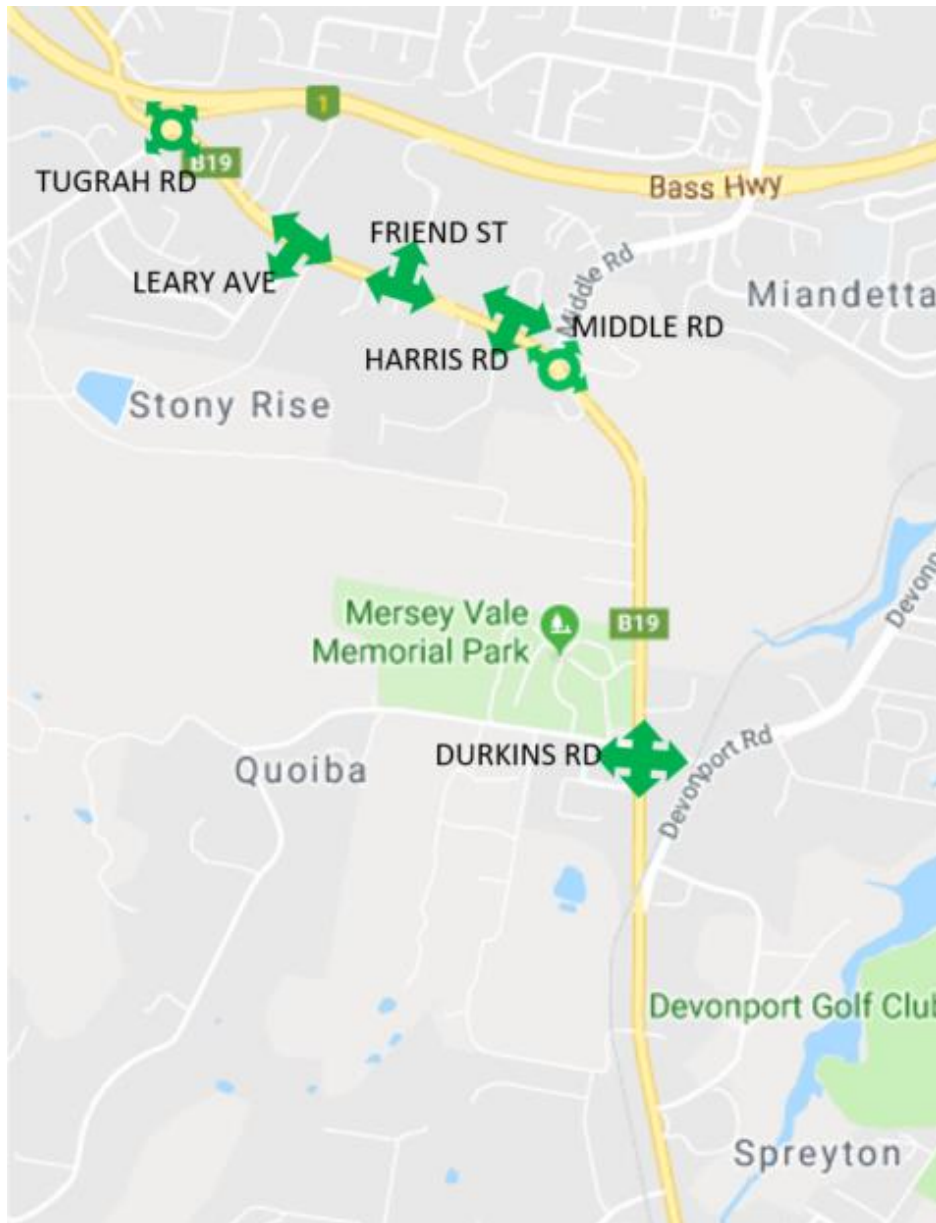 1
B19
TUGRAH RD
Bass Hwy
FRIEND ST
LEARY AVE
Middle Rd
Miandetta
MIDDLE RD
HARRIS RD
Stony Rise
Mersey Vale
Memorial Park
B19
Devonp
DURKINS RD
Devonport Rd
Quoiba
Devonport Golf Club
Spreyton